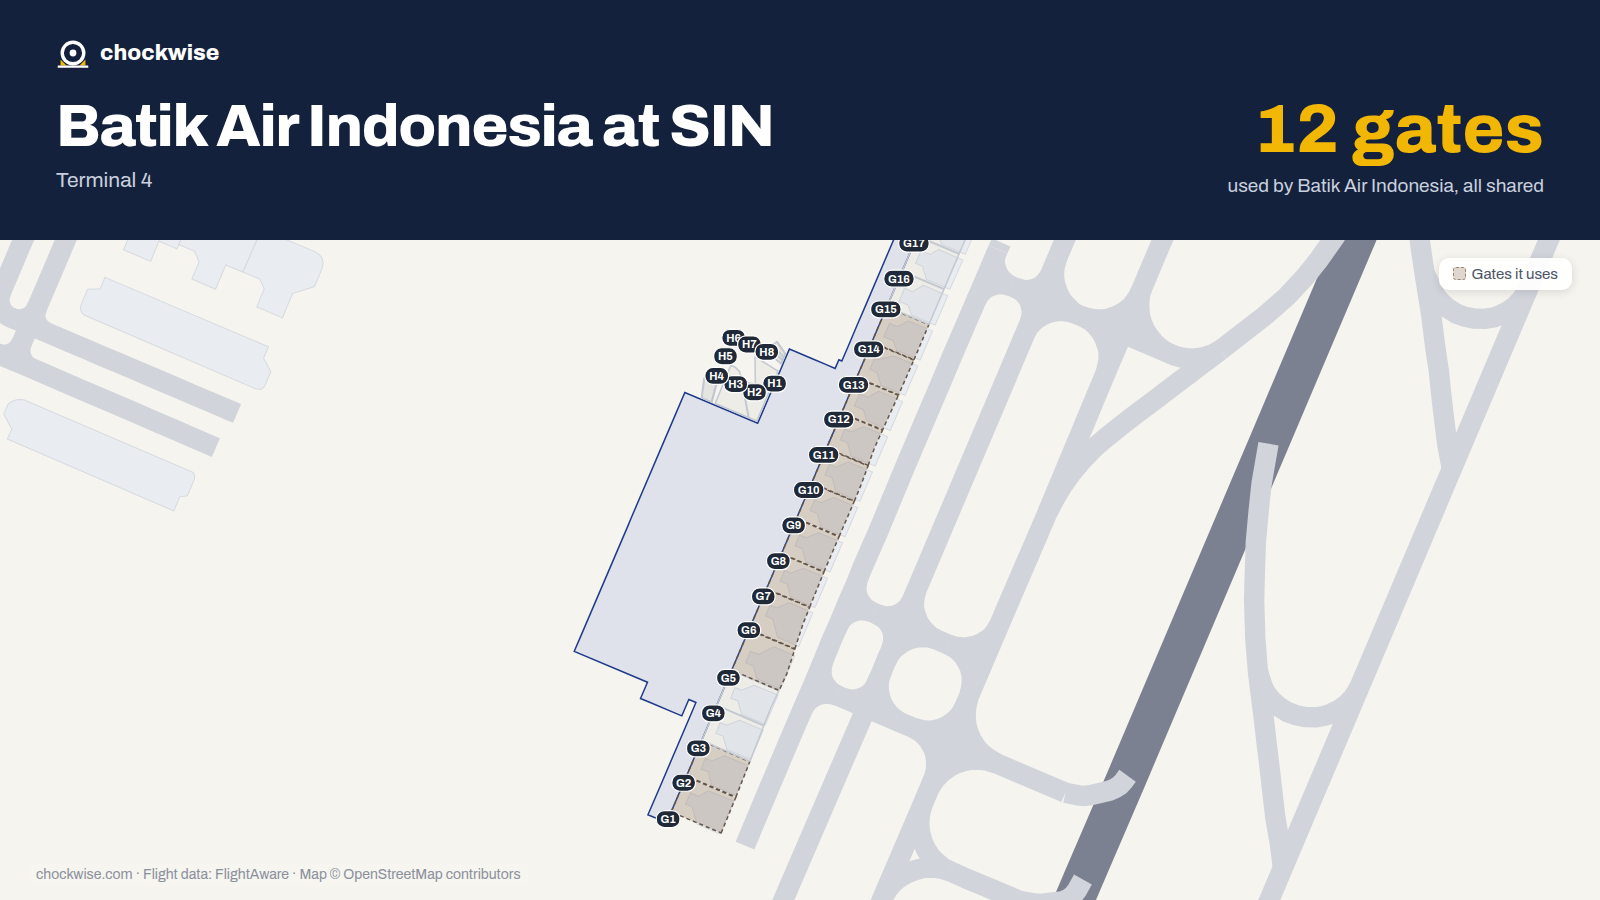 chockwise
Batik Air Indonesia at SIN
Terminal 4
12 gates
used by Batik Air Indonesia, all shared
Gates it uses
G17
G16
G15
G14
G13
G12
G11
G10
G9
G8
G7
G6
G5
G4
G3
G2
G1
H6
H7
H8
H5
H4
H3
H2
H1
chockwise.com · Flight data: FlightAware · Map © OpenStreetMap contributors